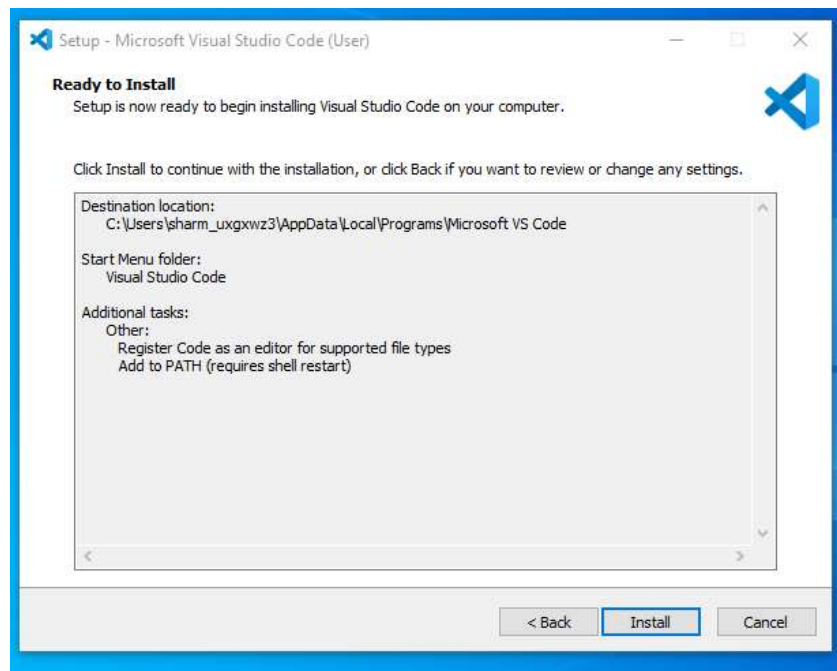 Setup - Microsoft Visual Studio Code (User)
Ready to Install
Setup is now ready to begin installing Visual Studio Code on your computer.
Click Install to continue with the installation, or click Back if you want to review or change any settings.
Destination location:
C:\Users\sharm_uxgxwz3\AppData\Local\Programs\Microsoft VS Code
Start Menu folder:
Visual Studio Code
Additional tasks:
Other:
Register Code as an editor for supported file types
Add to PATH (requires shell restart)
< Back Install Cancel